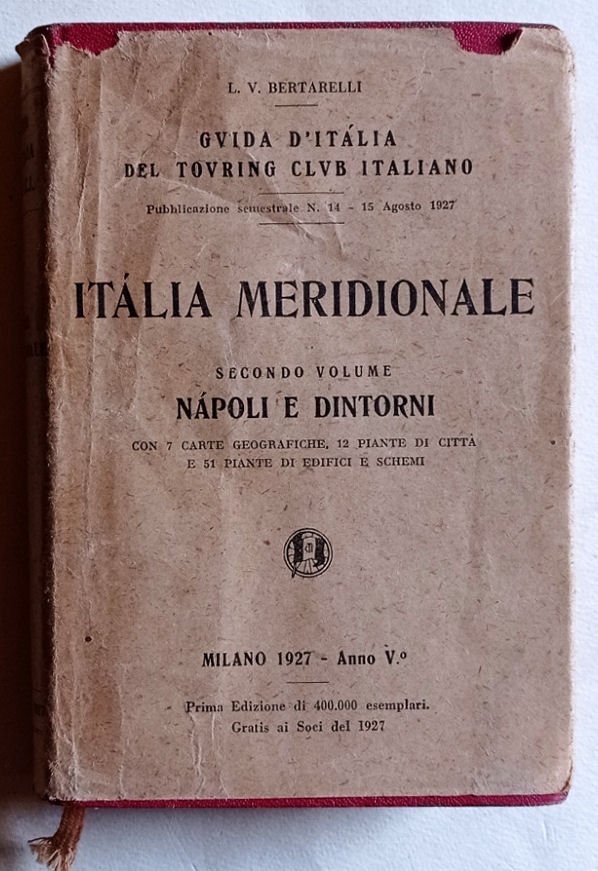 L. V. BERTARELLI
GVIDA D'ITÁLIA
DEL TOVRING CLVB ITALIANO
Pubblicazione semestrale N. 14 - 15 Agosto 1927
ITÁLIA MERIDIONALE
SECONDO VOLUME
NÁPOLI E DINTORNI
CON 7 CARTE GEOGRAFICHE, 12 PIANTE DI CITTÀ
E 51 PIANTE DI EDIFICI E SCHEMI
MILANO 1927 - Anno V.º
Prima Edizione di 400.000 esemplari.
Gratis ai Soci del 1927